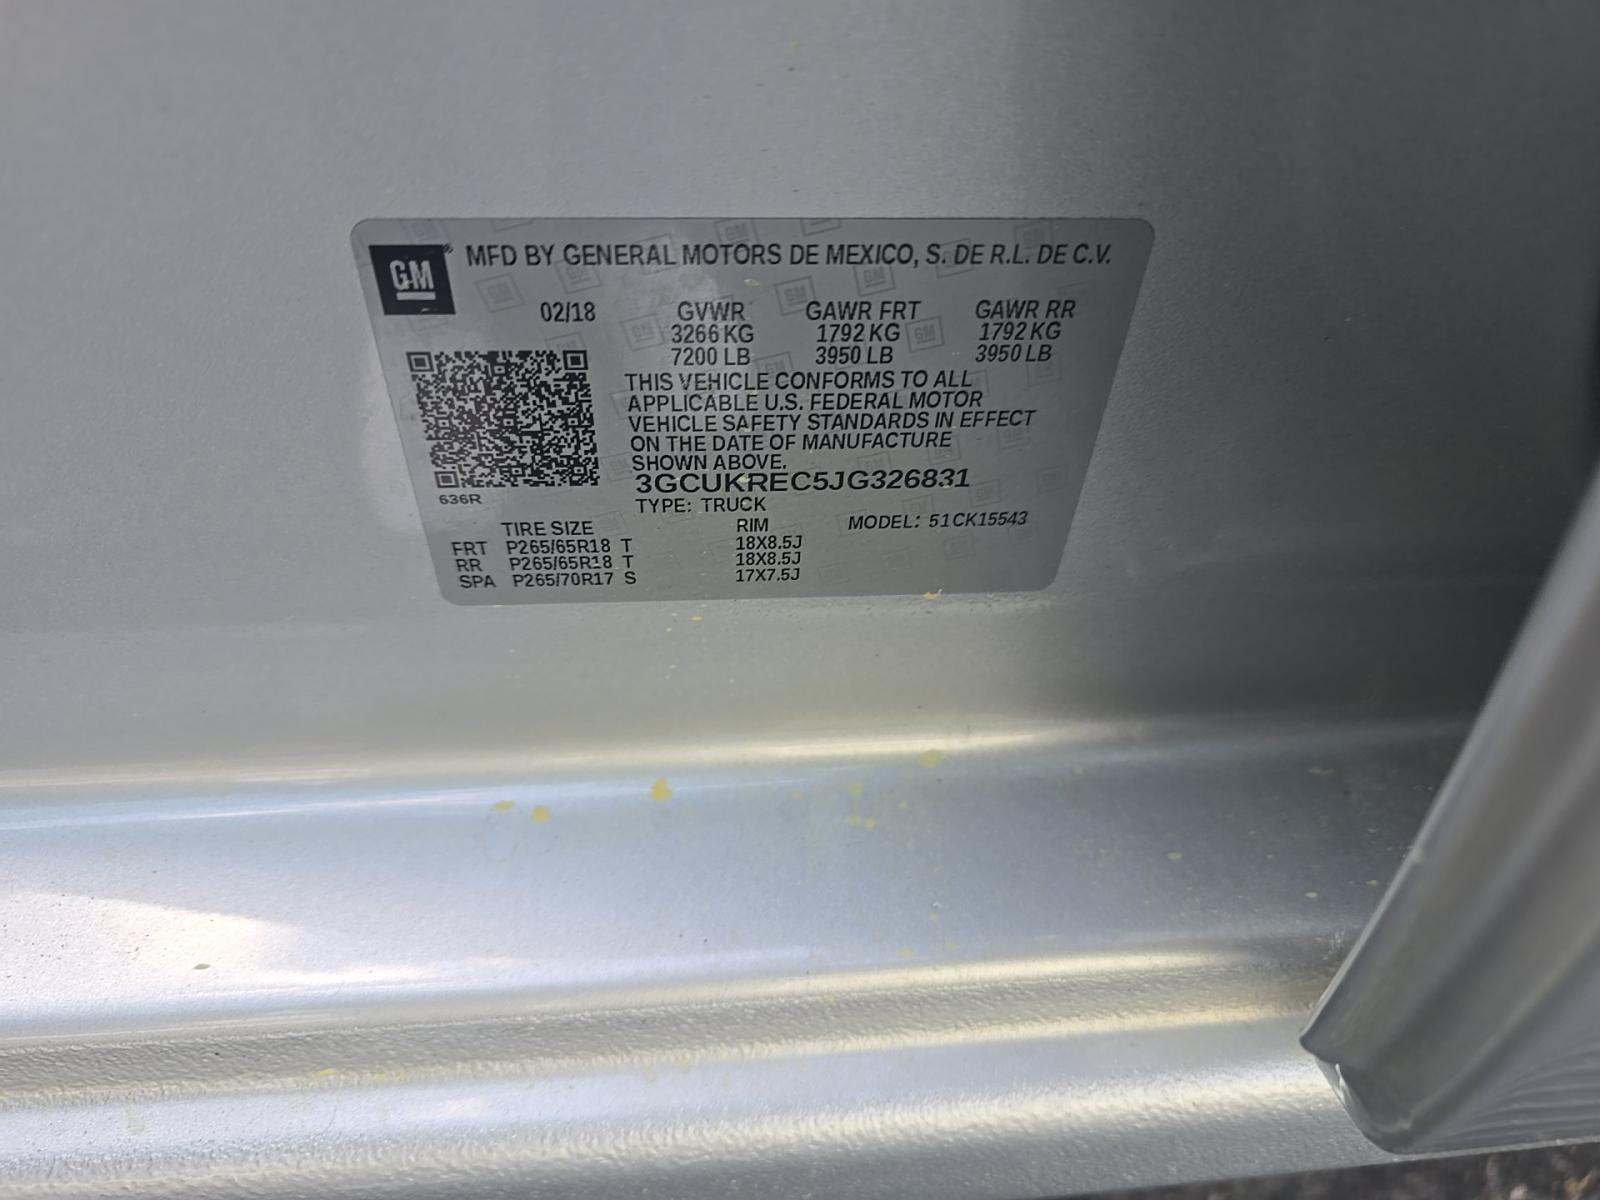 GM
MFD BY GENERAL MOTORS DE MEXICO, S. DE R.L. DE C.V.
02/18 GVWR GAWR FRT GAWR RR
3266 KG 1792 KG 1792 KG
7200 LB 3950 LB 3950 LB
THIS VEHICLE CONFORMS TO ALL
APPLICABLE U.S. FEDERAL MOTOR
VEHICLE SAFETY STANDARDS IN EFFECT
ON THE DATE OF MANUFACTURE
SHOWN ABOVE.
3GCUKREC5JG326831
636R
TYPE: TRUCK
TIRE SIZE RIM MODEL: 51CK15543
FRT P265/65R18 T 18X8.5J
RR P265/65R18 T 18X8.5J
SPA P265/70R17 S 17X7.5J